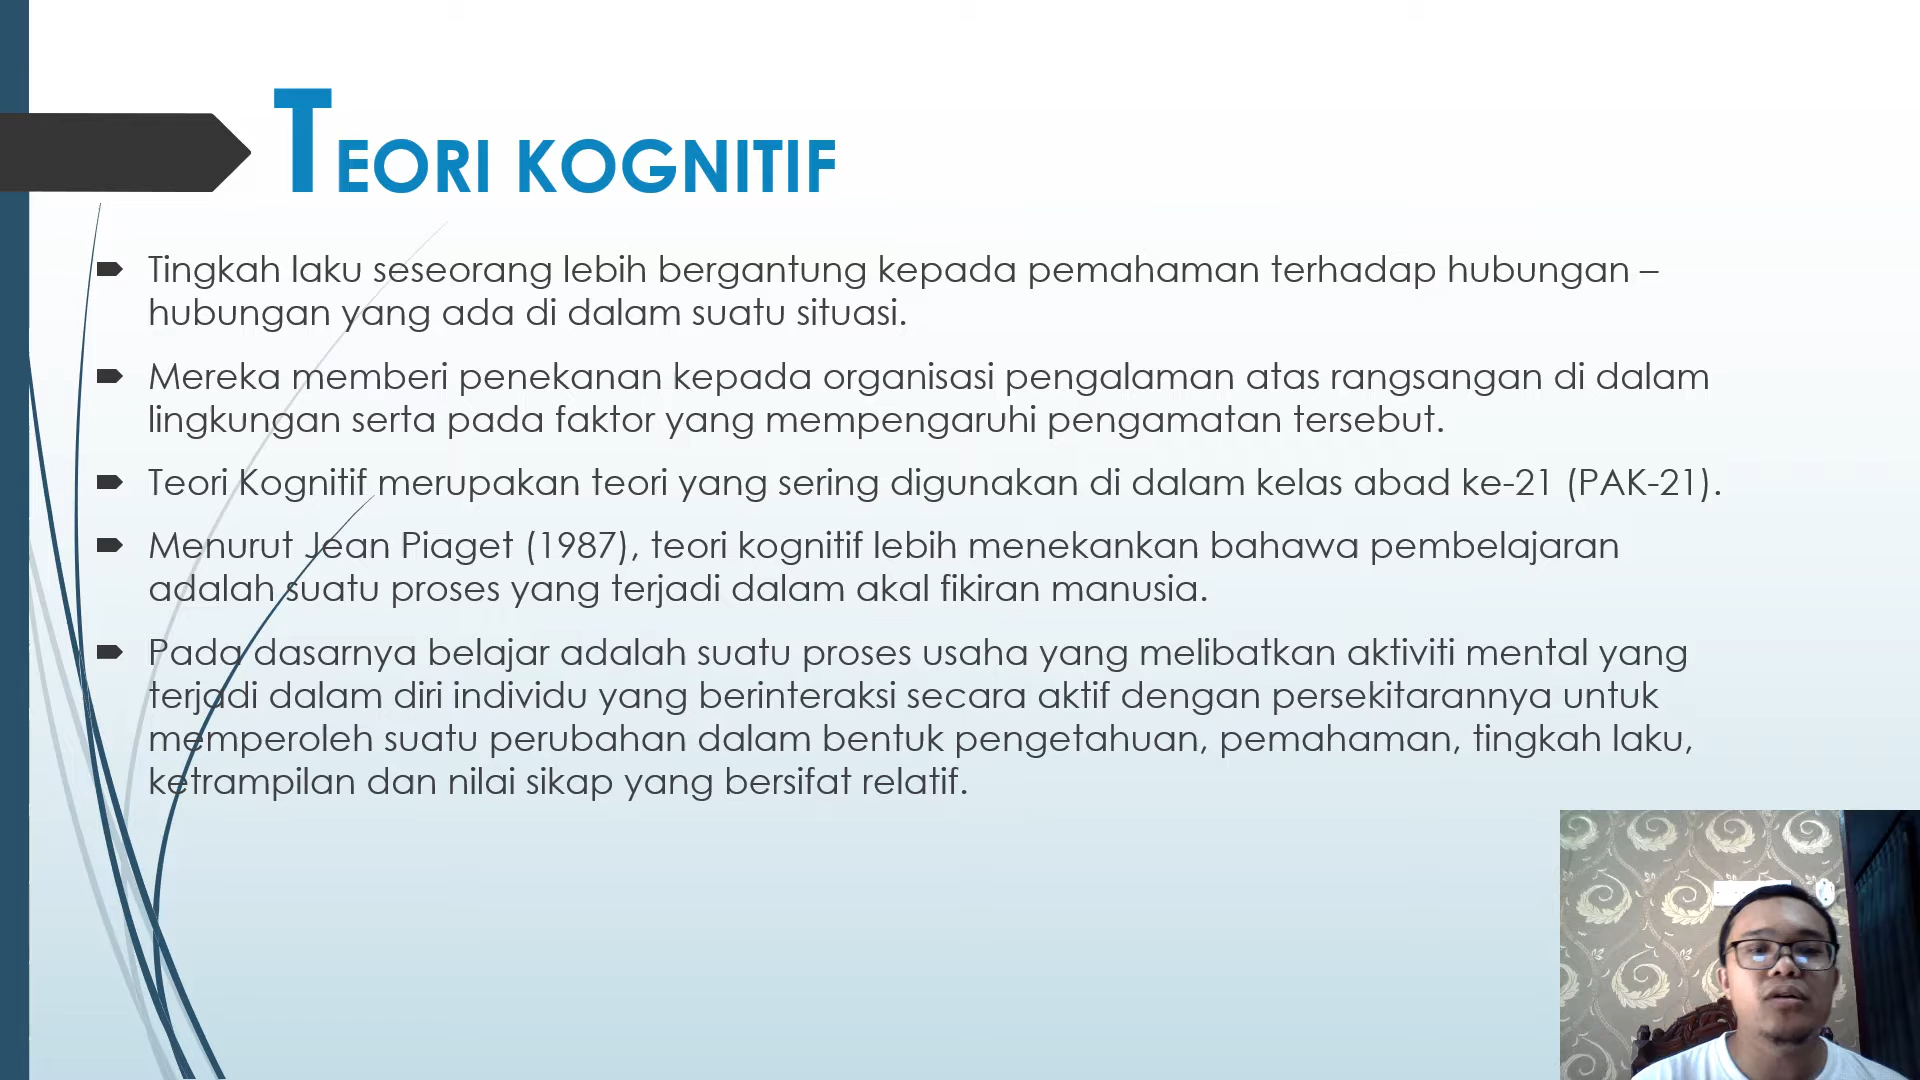 TEORI KOGNITIF
Tingkah laku seseorang lebih bergantung kepada pemahaman terhadap hubungan –
hubungan yang ada di dalam suatu situasi.
Mereka memberi penekanan kepada organisasi pengalaman atas rangsangan di dalam
lingkungan serta pada faktor yang mempengaruhi pengamatan tersebut.
Teori Kognitif merupakan teori yang sering digunakan di dalam kelas abad ke-21 (PAK-21).
Menurut Jean Piaget (1987), teori kognitif lebih menekankan bahawa pembelajaran
adalah suatu proses yang terjadi dalam akal fikiran manusia.
Pada dasarnya belajar adalah suatu proses usaha yang melibatkan aktiviti mental yang
terjadi dalam diri individu yang berinteraksi secara aktif dengan persekitarannya untuk
memperoleh suatu perubahan dalam bentuk pengetahuan, pemahaman, tingkah laku,
ketrampilan dan nilai sikap yang bersifat relatif.